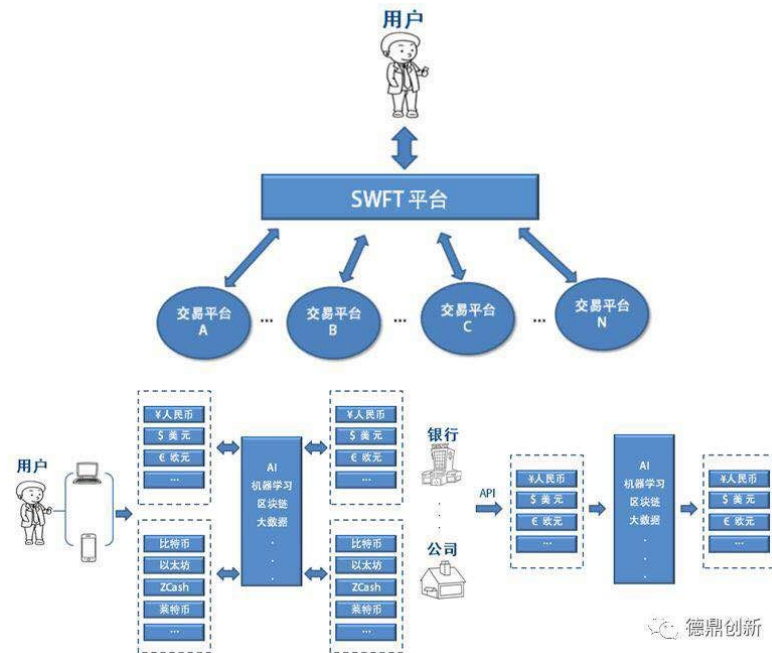 用户
SWFT 平台
交易平台
A
...
交易平台
B
...
交易平台
C
...
交易平台
N
用户
¥人民币
$ 美元
€ 欧元
...
比特币
以太坊
ZCash
莱特币
...
AI
机器学习
区块链
大数据
.
.
.
¥人民币
$ 美元
€ 欧元
...
比特币
以太坊
ZCash
莱特币
...
银行
.
.
.
公司
API
¥人民币
$ 美元
€ 欧元
...
AI
机器学习
区块链
大数据
.
.
.
¥人民币
$ 美元
€ 欧元
...
德鼎创新